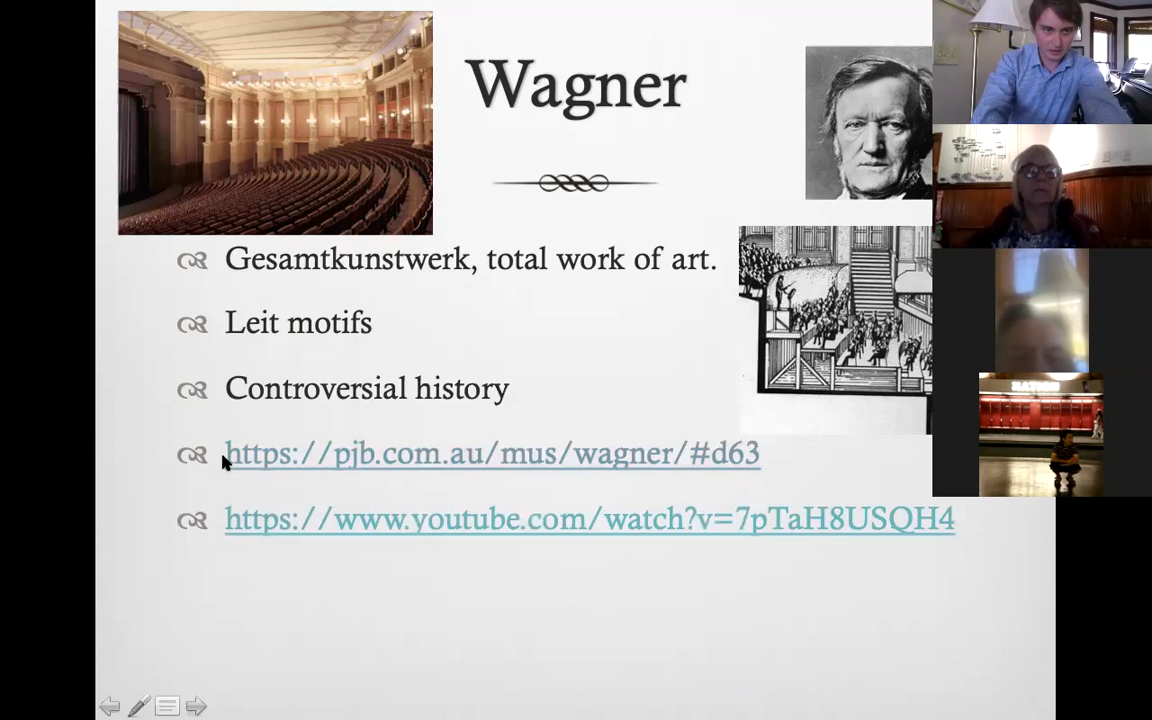 Wagner
Gesamtkunstwerk, total work of art.
Leit motifs
Controversial history
https://pjb.com.au/mus/wagner/#d63
https://www.youtube.com/watch?v=7pTaH8USQH4